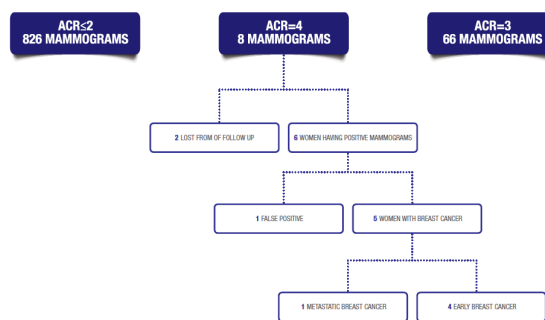 ACR≤2
826 MAMMOGRAMS
ACR=4
8 MAMMOGRAMS
ACR=3
66 MAMMOGRAMS
2 LOST FROM OF FOLLOW UP
6 WOMEN HAVING POSITIVE MAMMOGRAMS
1 FALSE POSITIVE
5 WOMEN WITH BREAST CANCER
1 METASTATIC BREAST CANCER
4 EARLY BREAST CANCER